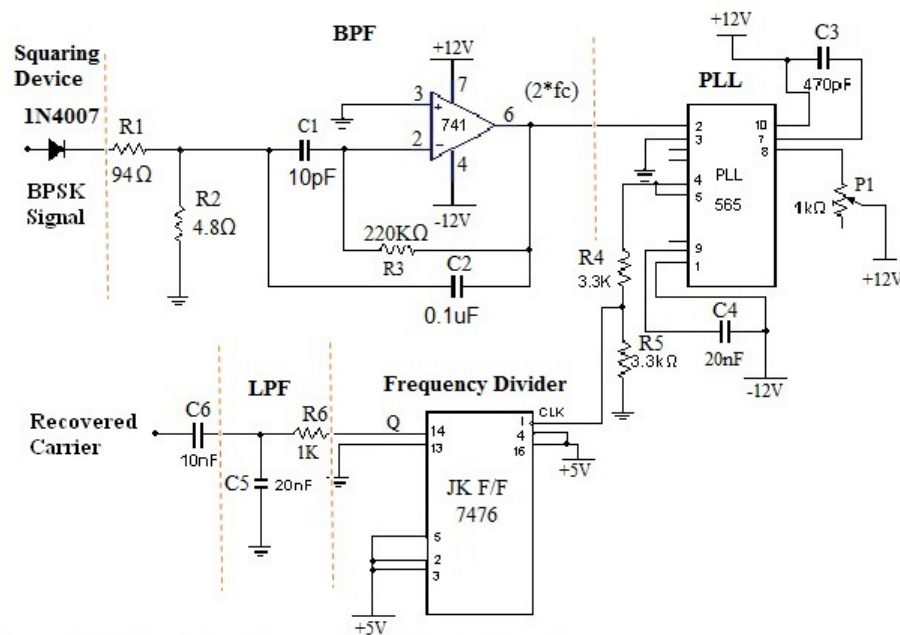 Squaring
Device
1N4007
BPSK
Signal
R1
94Ω
R2
4.8Ω
BPF
C1
10pF
+12V
3
7
+
741
2
-
4
6
-12V
(2*fc)
220KΩ
R3
C2
0.1uF
+12V
C3
470pF
PLL
2
3
4
5
9
1
10
7
8
PLL
565
P1
1kΩ
+12V
R4
3.3K
R5
3.3kΩ
C4
20nF
-12V
Recovered
Carrier
C6
10nF
LPF
C5
20nF
R6
1K
Frequency Divider
Q
14
13
1
CLK
4
16
+5V
JK F/F
7476
5
2
3
+5V